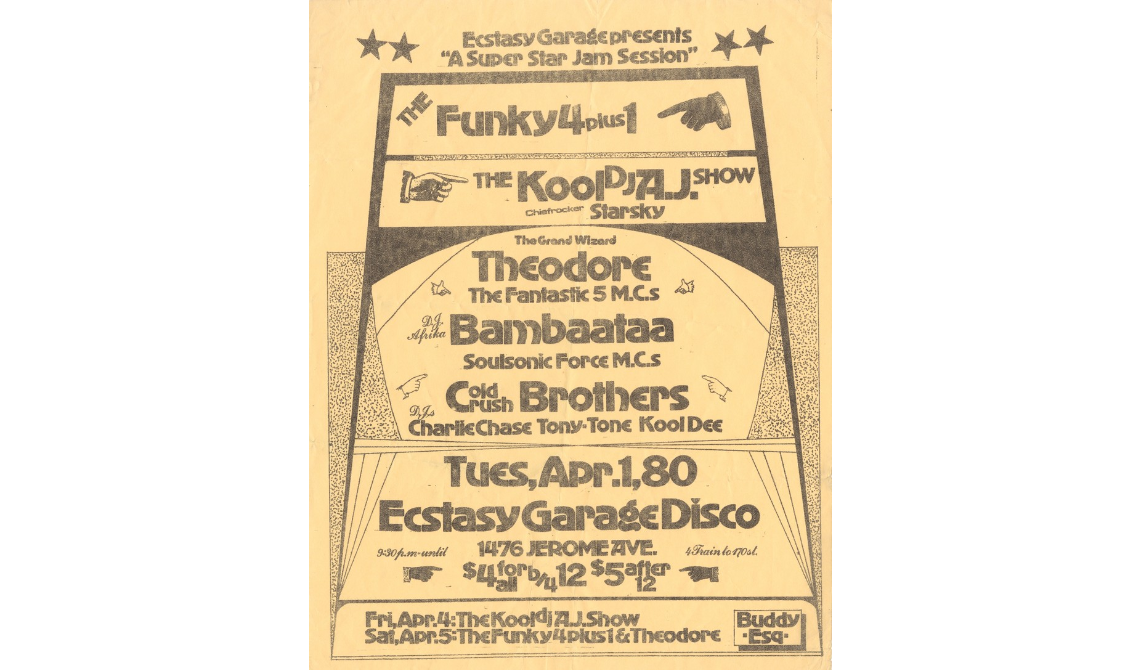 Ecstasy Garage presents
"A Super Star Jam Session"
THE Funky 4 plus 1
THE Kool DJ A.J. SHOW
Chiefrocker Starsky
The Grand Wizard
Theodore
The Fantastic 5 M.C.s
D.J. Afrika Bambaataa
Soulsonic Force M.C.s
Cold Crush Brothers
D.J.s
Charlie Chase Tony-Tone Kool Dee
Tues, Apr. 1, 80
Ecstasy Garage Disco
9:30 p.m-until 1476 JEROME AVE. 4 Train to 170 st.
$4 for all b/4 12 $5 after 12
Fri, Apr. 4: The Kool dj A.J. Show
Sat, Apr. 5: The Funky 4 plus 1 & Theodore
Buddy
·Esq·